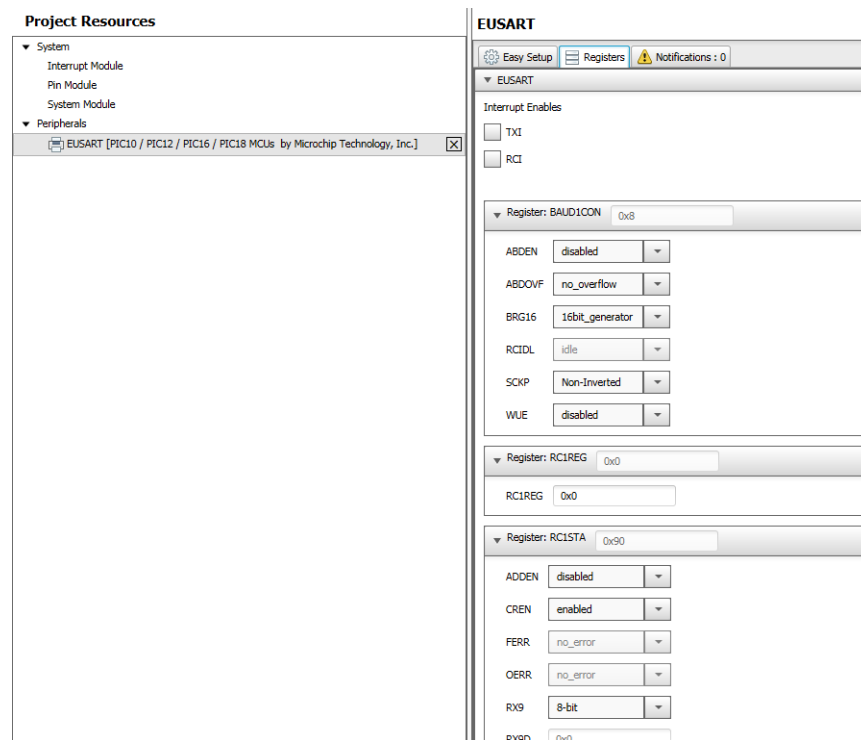 Project Resources
System
Interrupt Module
Pin Module
System Module
Peripherals
EUSART [PIC10 / PIC12 / PIC16 / PIC18 MCUs by Microchip Technology, Inc.]
EUSART
Easy Setup Registers Notifications : 0
EUSART
Interrupt Enables
TXI
RCI
Register: BAUD1CON 0x8
ABDEN disabled
ABDOVF no_overflow
BRG16 16bit_generator
RCIDL idle
SCKP Non-Inverted
WUE disabled
Register: RC1REG 0x0
RC1REG 0x0
Register: RC1STA 0x90
ADDEN disabled
CREN enabled
FERR no_error
OERR no_error
RX9 8-bit
RX9D 0x0